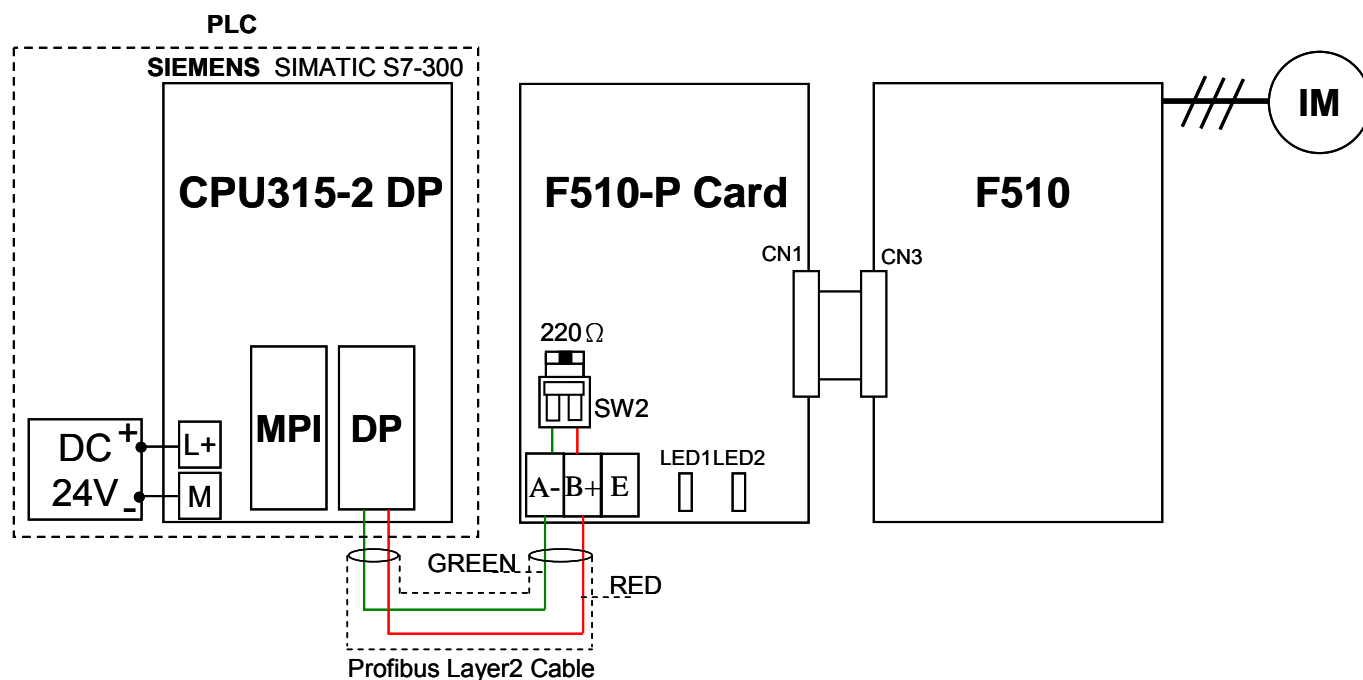 PLC
SIEMENS SIMATIC S7-300
CPU315-2 DP
F510-P Card
F510
IM
CN1
CN3
220Ω
SW2
MPI
DP
DC
24V
+
-
L+
M
A-
B+
E
LED1
LED2
GREEN
RED
Profibus Layer2 Cable